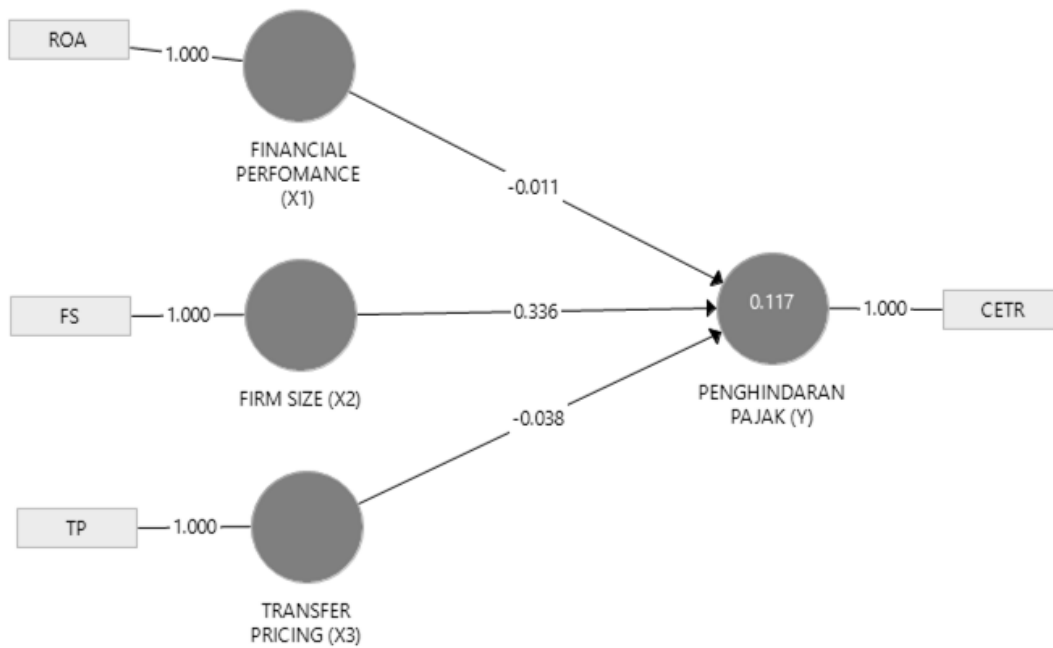 ROA
1.000
FINANCIAL
PERFOMANCE
(X1)
-0.011
FS
1.000
FIRM SIZE (X2)
0.336
0.117
1.000
CETR
PENGHINDARAN
PAJAK (Y)
-0.038
TP
1.000
TRANSFER
PRICING (X3)